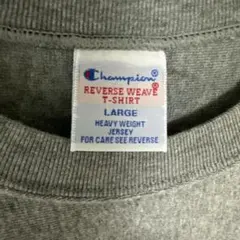 Champion
REVERSE WEAVE®
T-SHIRT
LARGE
HEAVY WEIGHT
JERSEY
FOR CARE SEE REVERSE